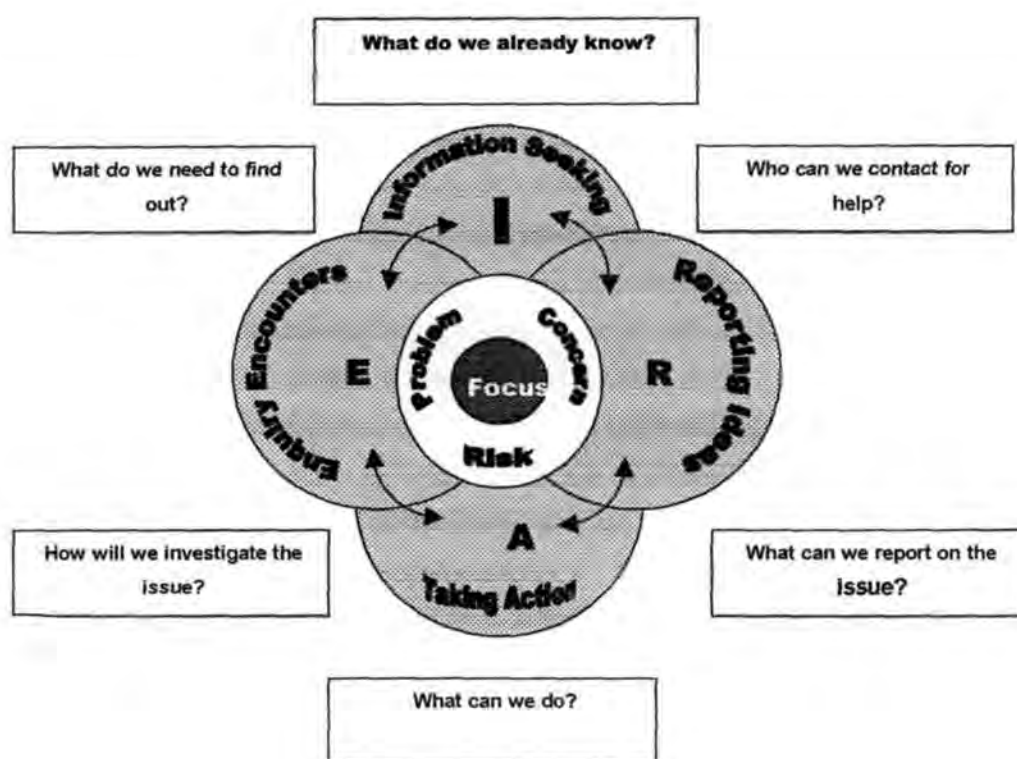 What do we already know?
What do we need to find
out?
Who can we contact for
help?
Information Seeking
I
Enquiry Encounters
E
Problem
Concern
Focus
Risk
R
Reporting Ideas
A
Taking Action
How will we investigate the
issue?
What can we report on the
issue?
What can we do?